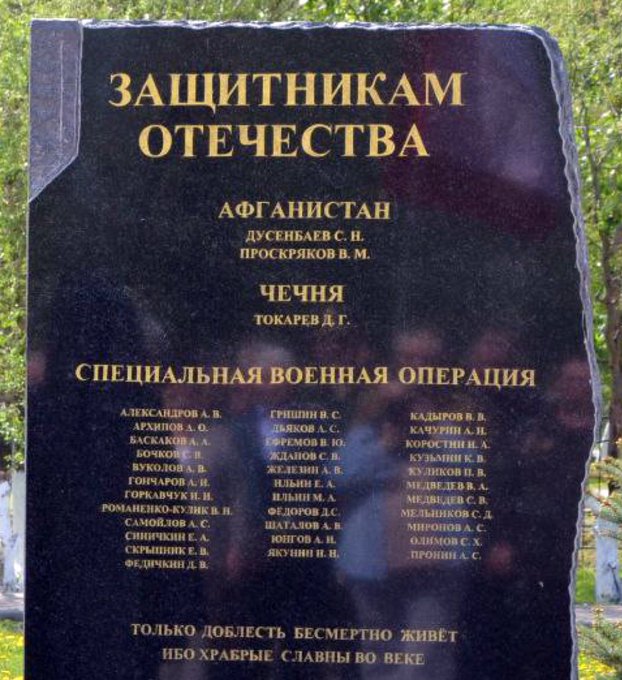 ЗАЩИТНИКАМ
ОТЕЧЕСТВА
АФГАНИСТАН
ДУСЕНБАЕВ С. Н.
ПРОСКРЯКОВ В. М.
ЧЕЧНЯ
ТОКАРЕВ Д. Г.
СПЕЦИАЛЬНАЯ ВОЕННАЯ ОПЕРАЦИЯ
АЛЕКСАНДРОВ А. В.
АРХИПОВ А. О.
БАСКАКОВ А. А.
БОЧКОВ С. В.
ВУКОЛОВ А. В.
ГОНЧАРОВ А. И.
ГОРКАВЧУК И. И.
РОМАНЕНКО-КУЛИК В. Н.
САМОЙЛОВ А. С.
СИНИЧКИН Е. А.
СКРЫННИК Е. В.
ФЕДИЧКИН Д. В.
ГРИШИН В. С.
ДЬЯКОВ А. С.
ЕФРЕМОВ В. Ю.
ЖДАНОВ С. В.
ЖЕЛЕЗИН А. В.
ИЛЬИН Е. А.
ИЛЬИН М. А.
ФЕДОРОВ Д.С.
ШАТАЛОВ А. В.
ЮНГОВ А. Н.
ЯКУНИН Н. Н.
КАДЫРОВ В. В.
КАЧУРИН А. Н.
КОРОСТИН И. А.
КУЗЬМИН К. В.
КУЛИКОВ П. В.
МЕДВЕДЕВ В. А.
МЕДВЕДЕВ С. В.
МЕЛЬНИКОВ С. Д.
МИРОНОВ А. С.
ОЛИМОВ С. Х.
ПРОНИН А. С.
ТОЛЬКО ДОБЛЕСТЬ БЕСМЕРТНО ЖИВЁТ
ИБО ХРАБРЫЕ СЛАВНЫ ВО ВЕКЕ